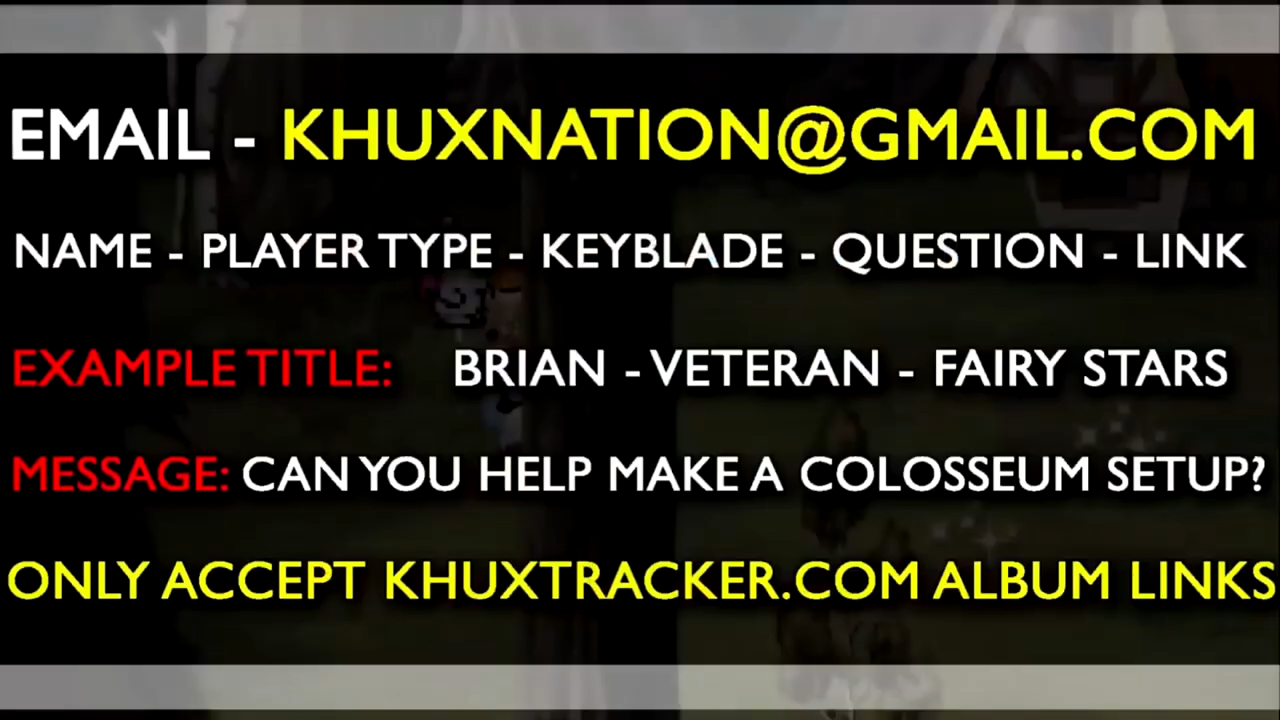 EMAIL - KHUXNATION@GMAIL.COM
NAME - PLAYER TYPE - KEYBLADE - QUESTION - LINK
EXAMPLE TITLE: BRIAN - VETERAN - FAIRY STARS
MESSAGE: CAN YOU HELP MAKE A COLOSSEUM SETUP?
ONLY ACCEPT KHUXTRACKER.COM ALBUM LINKS